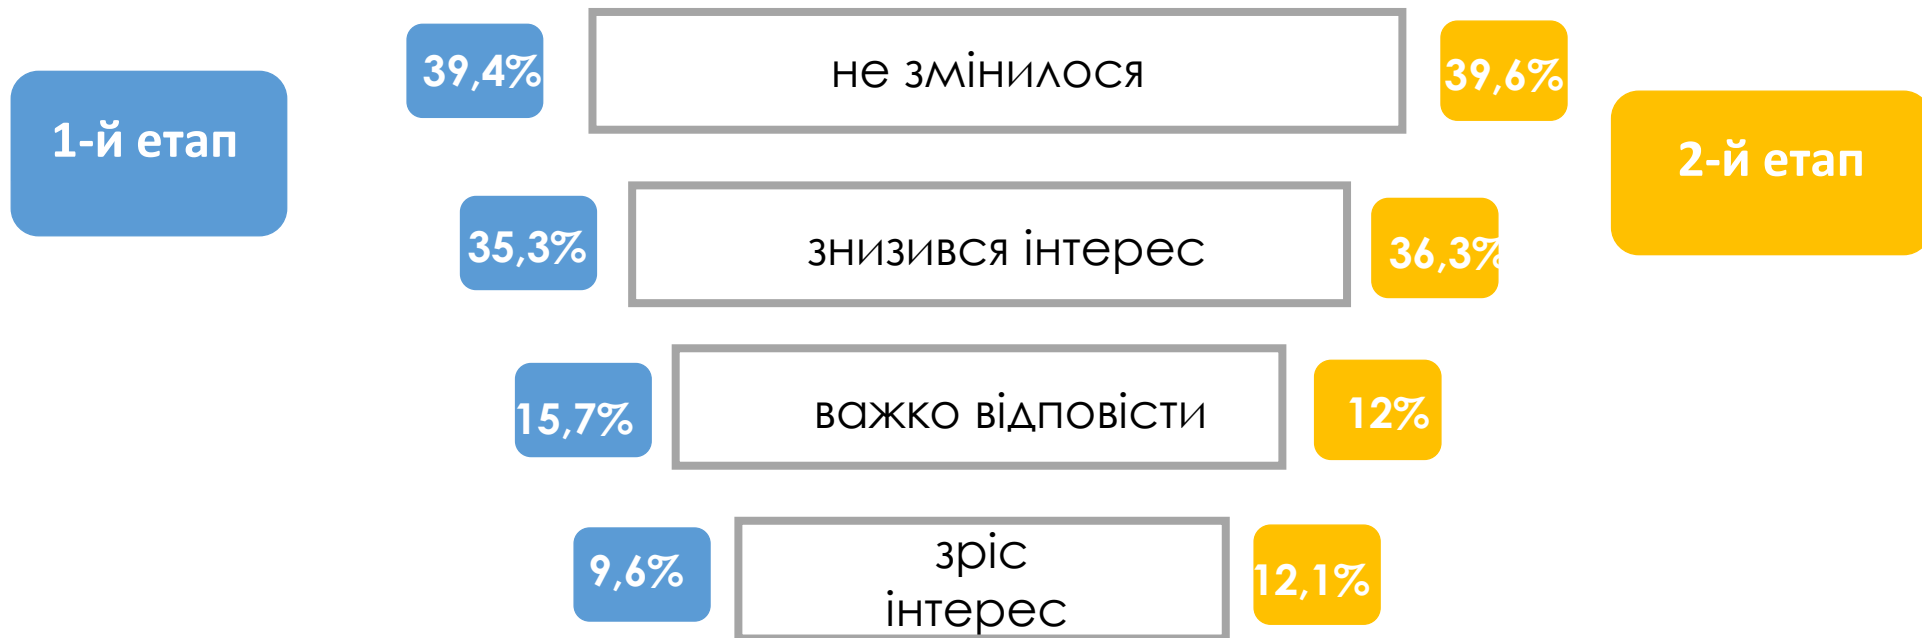 1-й етап
39,4%
не змінилося
39,6%
2-й етап
35,3%
знизився інтерес
36,3%
15,7%
важко відповісти
12%
9,6%
зріс
інтерес
12,1%